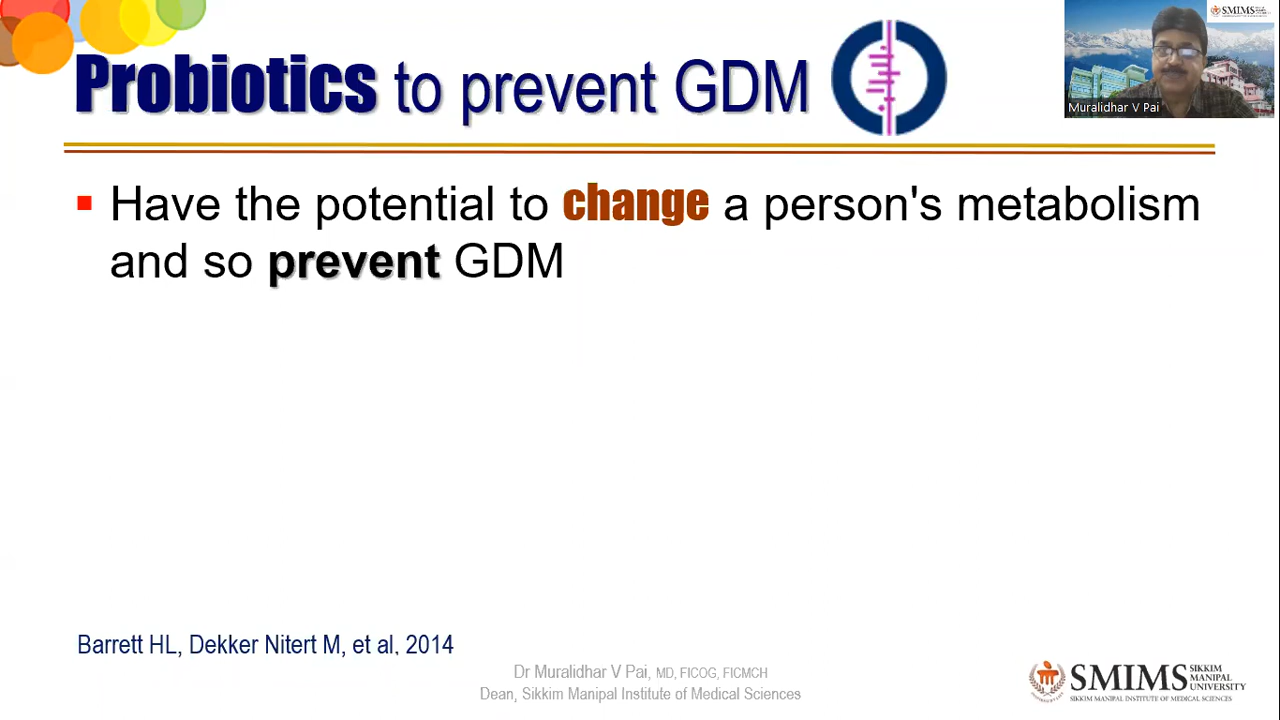 Probiotics to prevent GDM
SMIMS
Muralidhar V Pai
Have the potential to change a person's metabolism
and so prevent GDM
Barrett HL, Dekker Nitert M, et al, 2014
Dr Muralidhar V Pai, MD, FICOG, FICMCH
Dean, Sikkim Manipal Institute of Medical Sciences
SMIMS
SIKKIM
MANIPAL
UNIVERSITY
SIKKIM MANIPAL INSTITUTE OF MEDICAL SCIENCES